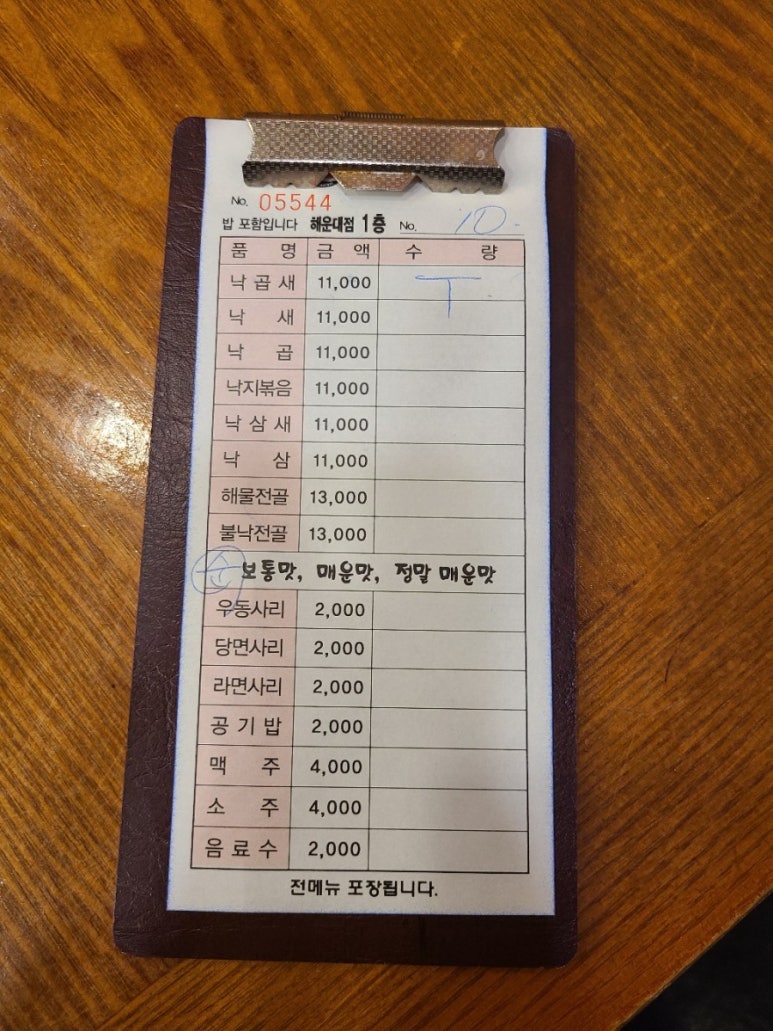 No. 05544
밥 포함입니다 해운대점 1층 No. 10.
품 명 금 액 수 량
낙 곱 새 11,000
낙 새 11,000
낙 곱 11,000
낙지볶음 11,000
낙 삼 새 11,000
낙 삼 11,000
해물전골 13,000
불낙전골 13,000
순 보통맛, 매운맛, 정말 매운맛
우동사리 2,000
당면사리 2,000
라면사리 2,000
공 기 밥 2,000
맥 주 4,000
소 주 4,000
음 료 수 2,000
전메뉴 포장됩니다.